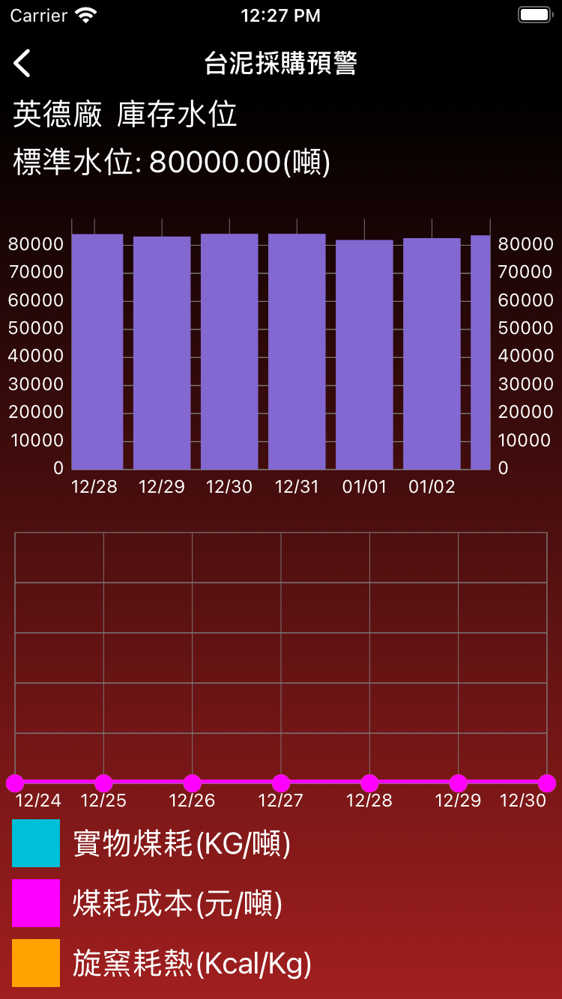 Carrier 12:27 PM
台泥採購預警
英德廠 庫存水位
標準水位: 80000.00(噸)
80000 80000
70000 70000
60000 60000
50000 50000
40000 40000
30000 30000
20000 20000
10000 10000
0 0
12/28 12/29 12/30 12/31 01/01 01/02
12/24 12/25 12/26 12/27 12/28 12/29 12/30
實物煤耗(KG/噸)
煤耗成本(元/噸)
旋窯耗熱(Kcal/Kg)